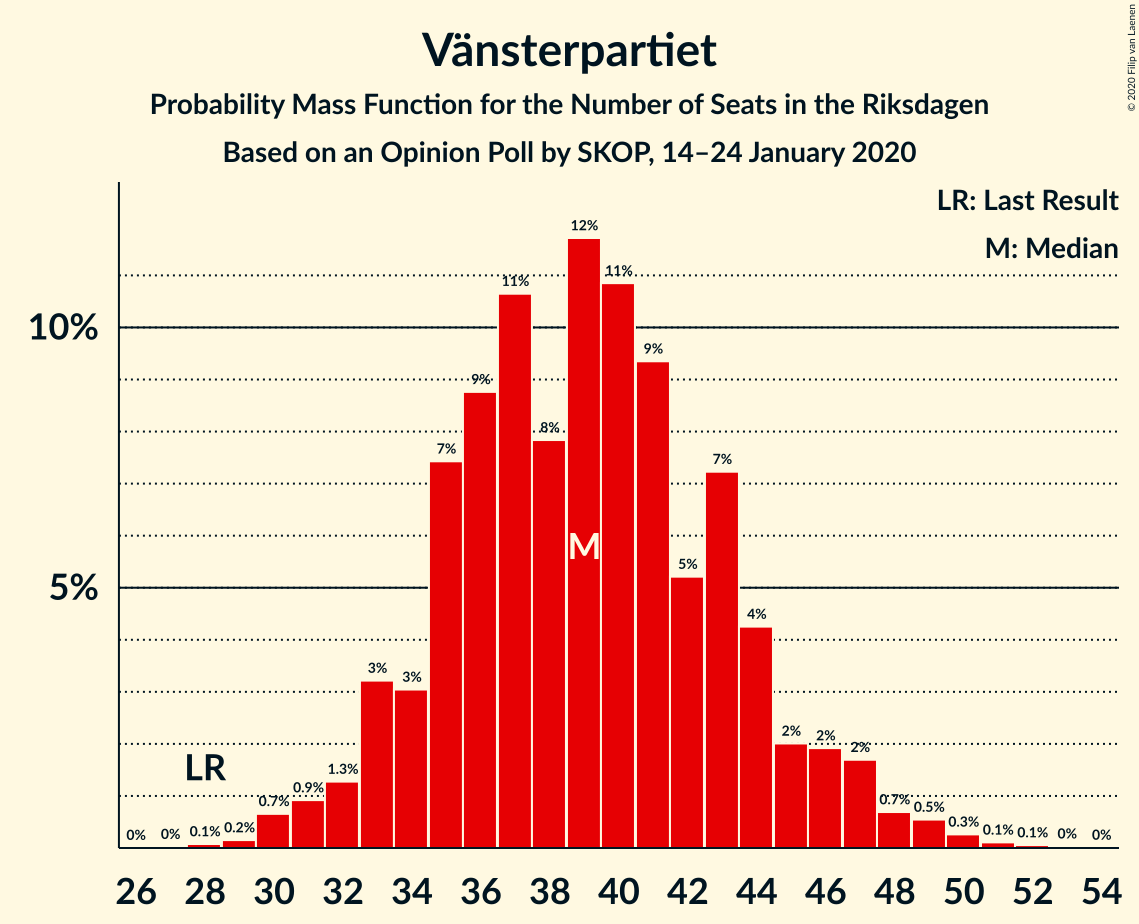 © 2020 Filip van Laenen
Vänsterpartiet
Probability Mass Function for the Number of Seats in the Riksdagen
Based on an Opinion Poll by SKOP, 14–24 January 2020
LR: Last Result
M: Median
10%
5%
0% 0% 0.1% 0.2% 0.7% 0.9% 1.3% 3% 3% 7% 9% 11% 8% 12% 11% 9% 5% 7% 4% 2% 2% 2% 0.7% 0.5% 0.3% 0.1% 0.1% 0% 0%
LR
M
26 28 30 32 34 36 38 40 42 44 46 48 50 52 54